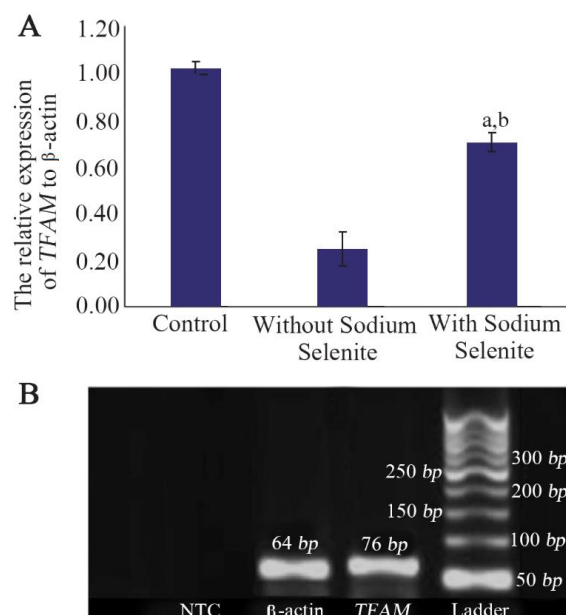 A
The relative expression
of TFAM to β-actin
1.20
1.00
0.80
0.60
0.40
0.20
0.00
a,b
Control
Without Sodium
Selenite
With Sodium
Selenite
B
250 bp
150 bp
300 bp
200 bp
100 bp
50 bp
64 bp
76 bp
NTC
β-actin
TFAM
Ladder